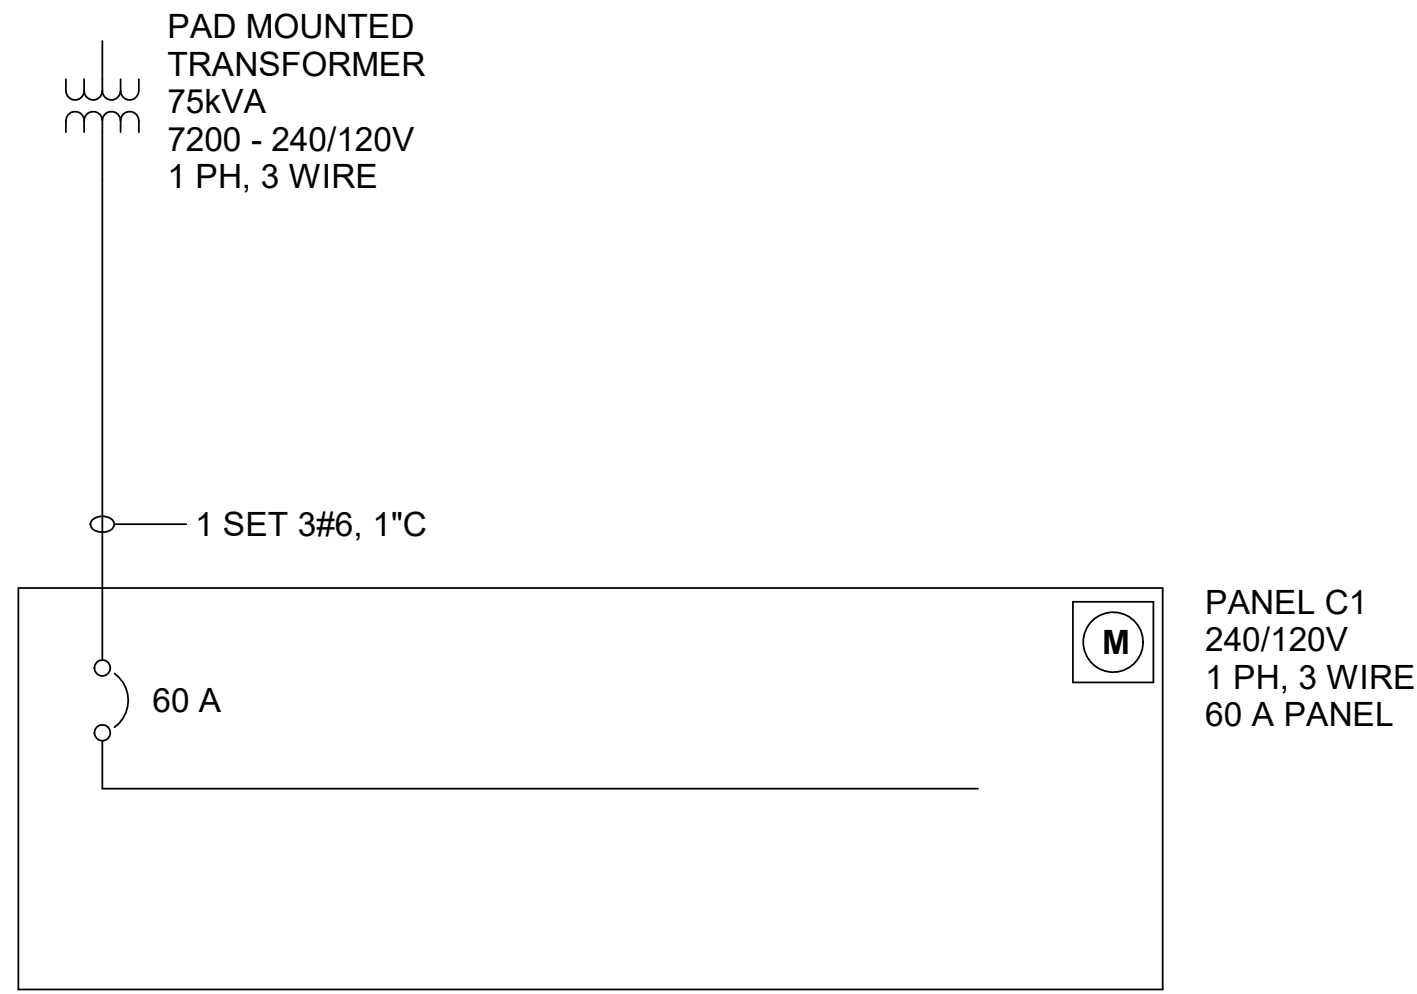 PAD MOUNTED
TRANSFORMER
75kVA
7200 - 240/120V
1 PH, 3 WIRE
1 SET 3#6, 1"C
M
60 A
PANEL C1
240/120V
1 PH, 3 WIRE
60 A PANEL